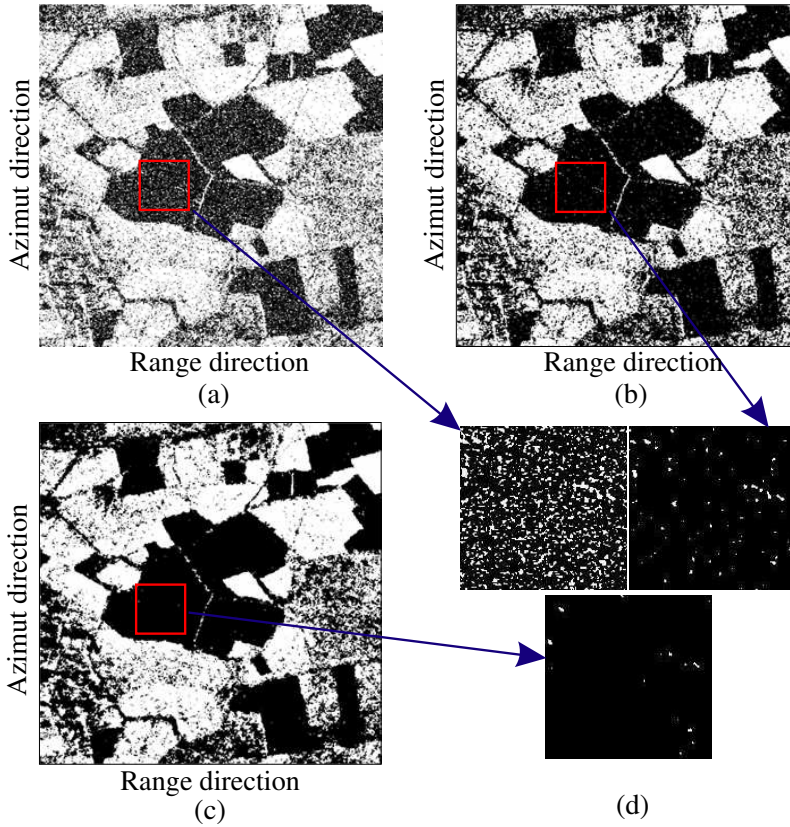 Azimut direction
Range direction
(a)
Azimut direction
Range direction
(b)
Azimut direction
Range direction
(c)
(d)